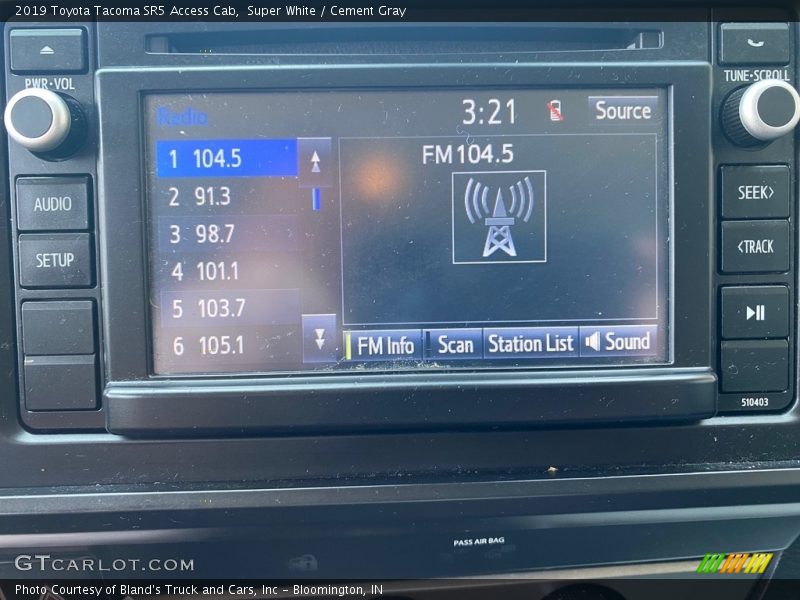 2019 Toyota Tacoma SR5 Access Cab,  Super White / Cement Gray
PWR•VOL
TUNE•SCROLL
Radio
3:21
Source
1 104.5
2 91.3
3 98.7
4 101.1
5 103.7
6 105.1
FM104.5
FM Info
Scan
Station List
Sound
AUDIO
SETUP
SEEK>
<TRACK
510403
PASS AIR BAG
GTCARLOT.COM
Photo Courtesy of Bland's Truck and Cars, Inc - Bloomington, IN